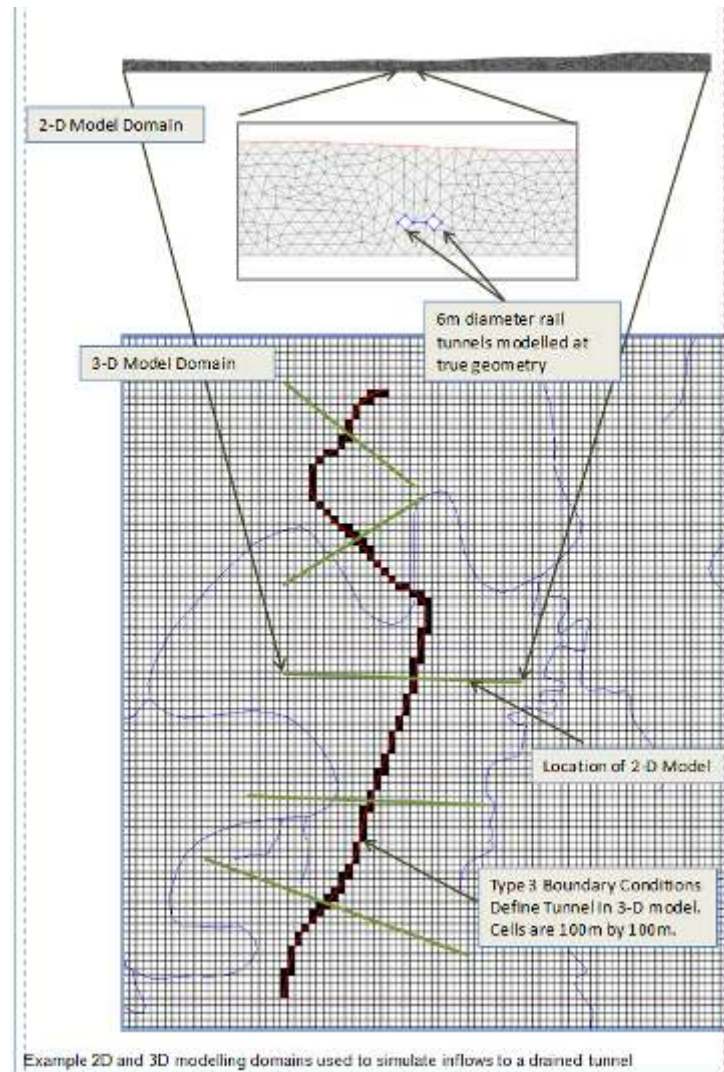 2-D Model Domain
6m diameter rail
tunnels modelled at
true geometry
3-D Model Domain
Location of 2-D Model
Type 3 Boundary Conditions
Define Tunnel in 3-D model.
Cells are 100m by 100m.
Example 2D and 3D modelling domains used to simulate inflows to a drained tunnel